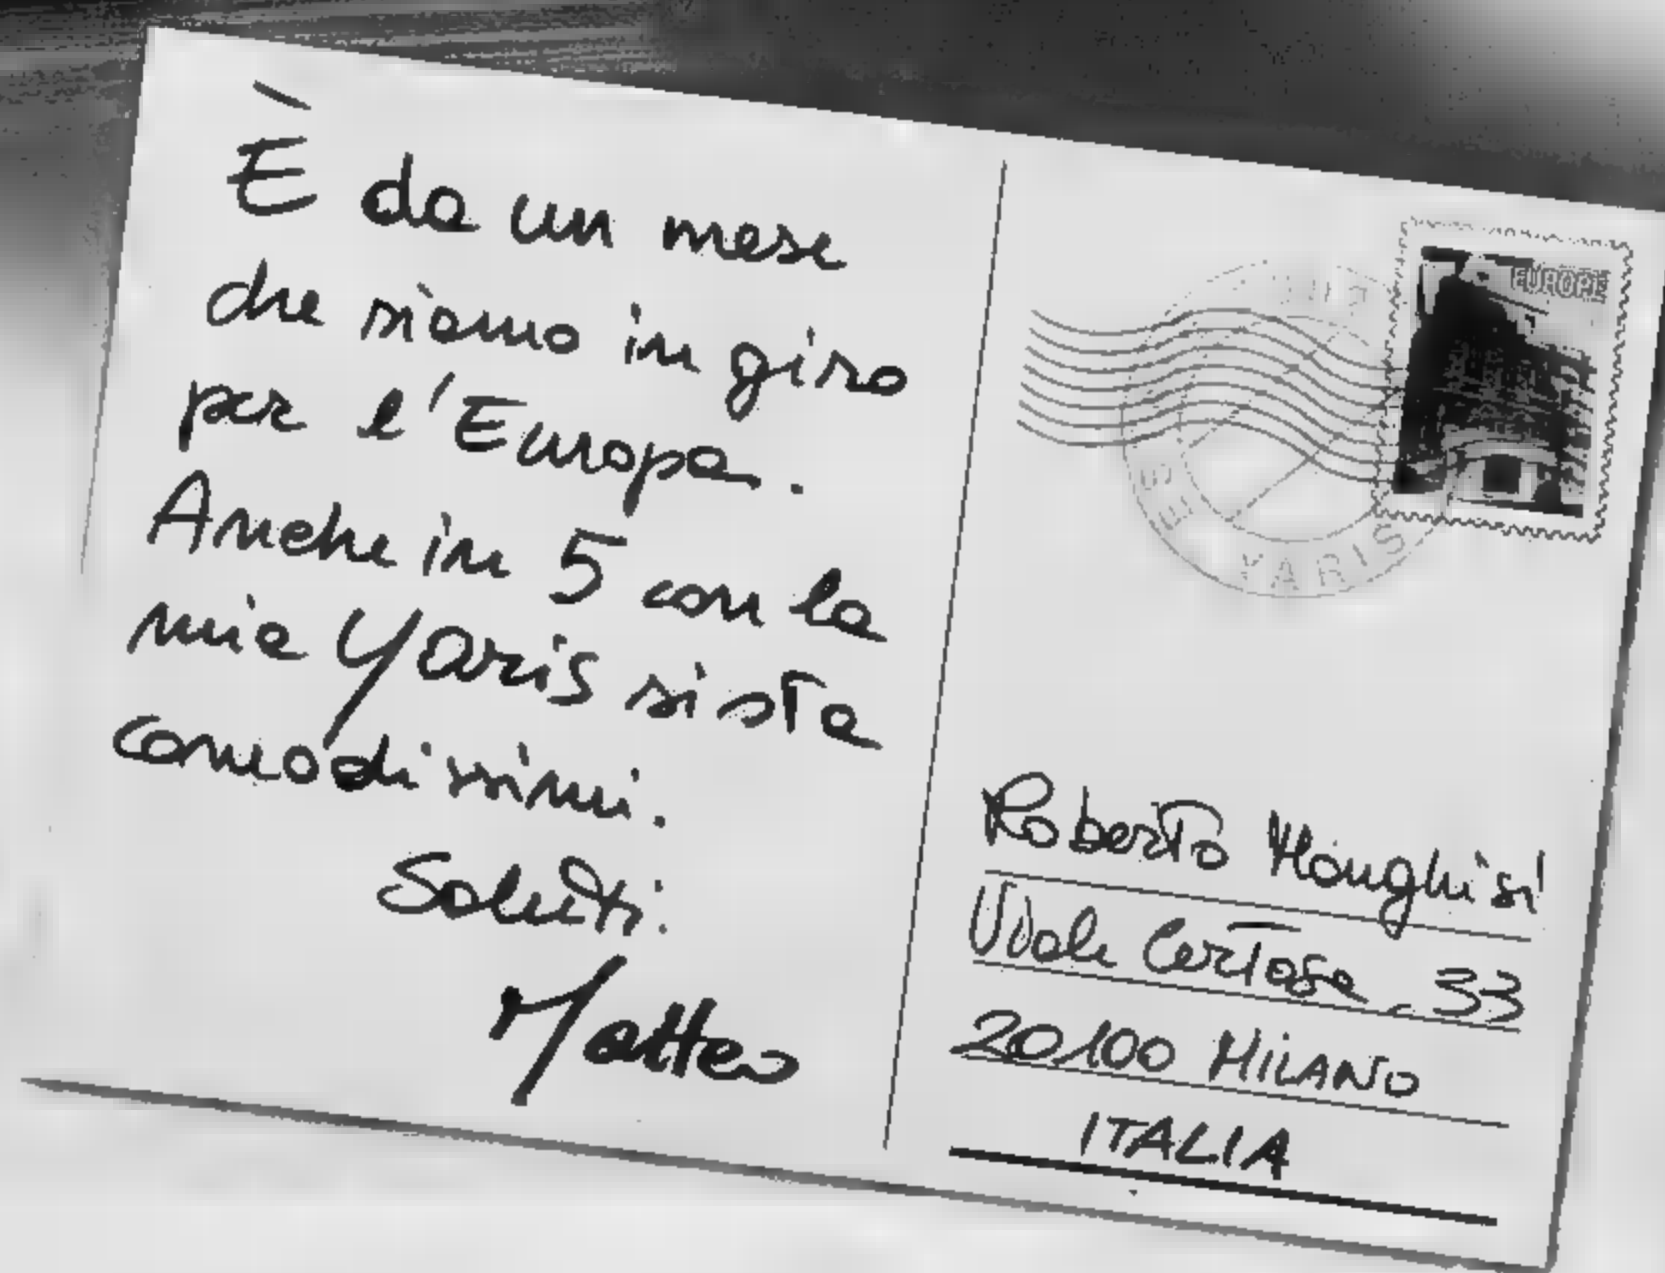 È da un mese
che siamo in giro
per l'Europa.
Anche in 5 con la
mia Yaris si sta
comodissimi.
Saluti.
Matteo
EUROPE
YARIS
Roberto Monghisi
Viale Certosa, 33
20100 MILANO
ITALIA